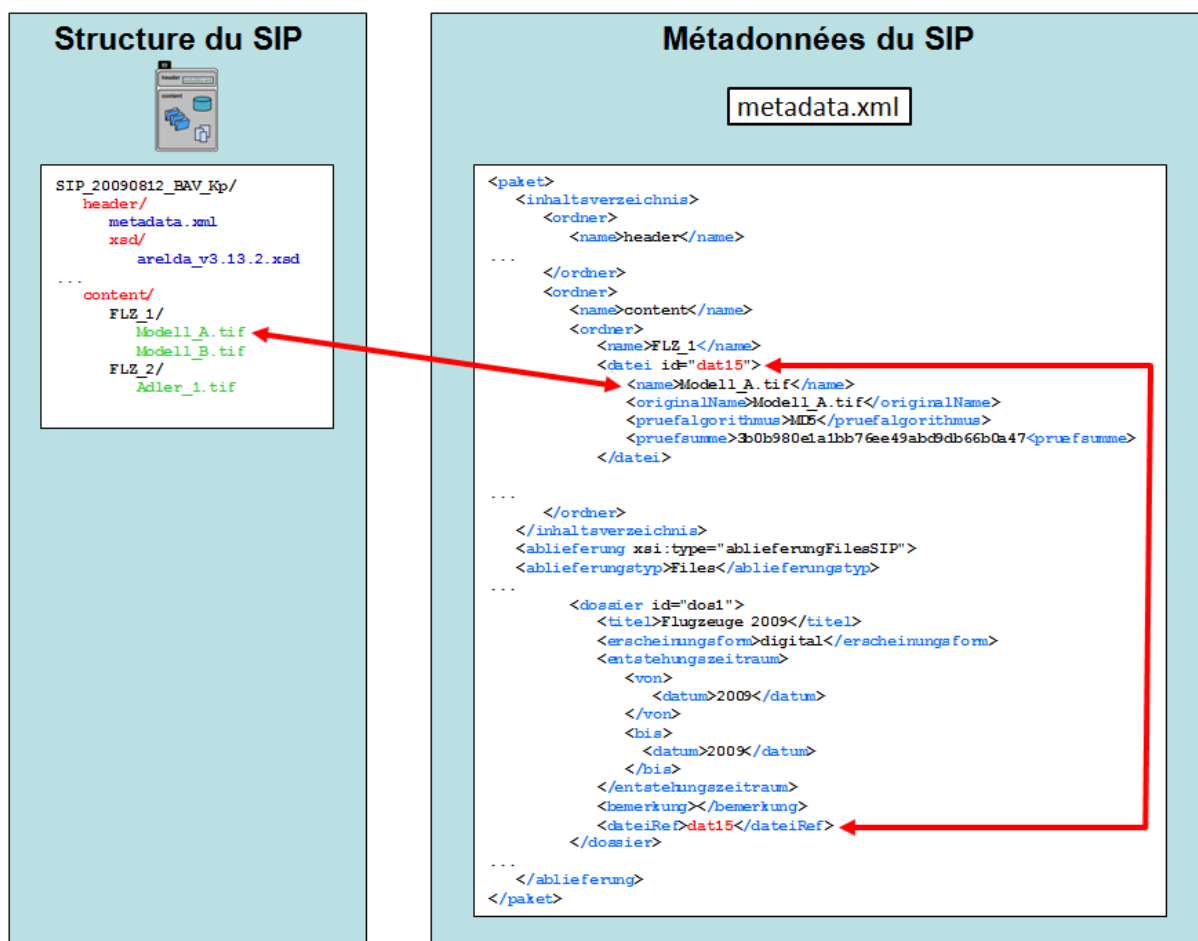 Structure du SIP
header
content
SIP_20090812_BAV_Kp/
header/
metadata.xml
xsd/
arelda_v3.13.2.xsd
...
content/
FLZ_1/
Modell_A.tif
Modell_B.tif
FLZ_2/
Adler_1.tif
Métadonnées du SIP
metadata.xml
<paket>
<inhaltsverzeichnis>
<ordner>
<name>header</name>
...
</ordner>
<ordner>
<name>content</name>
<ordner>
<name>FLZ_1</name>
<datei id="dat15">
<name>Modell_A.tif</name>
<originalName>Modell_A.tif</originalName>
<pruefalgorithmus>MD5</pruefalgorithmus>
<pruefsumme>3b0b980e1a1bb76ee49abd9db66b0a47<pruefsumme>
</datei>
...
</ordner>
</inhaltsverzeichnis>
<ablieferung xsi:type="ablieferungFilesSIP">
<ablieferungstyp>Files</ablieferungstyp>
...
<dossier id="dos1">
<titel>Flugzeuge 2009</titel>
<erscheinungsform>digital</erscheinungsform>
<entstehungszeitraum>
<von>
<datum>2009</datum>
</von>
<bis>
<datum>2009</datum>
</bis>
</entstehungszeitraum>
<bemerkung></bemerkung>
<dateiRef>dat15</dateiRef>
</dossier>
...
</ablieferung>
</paket>